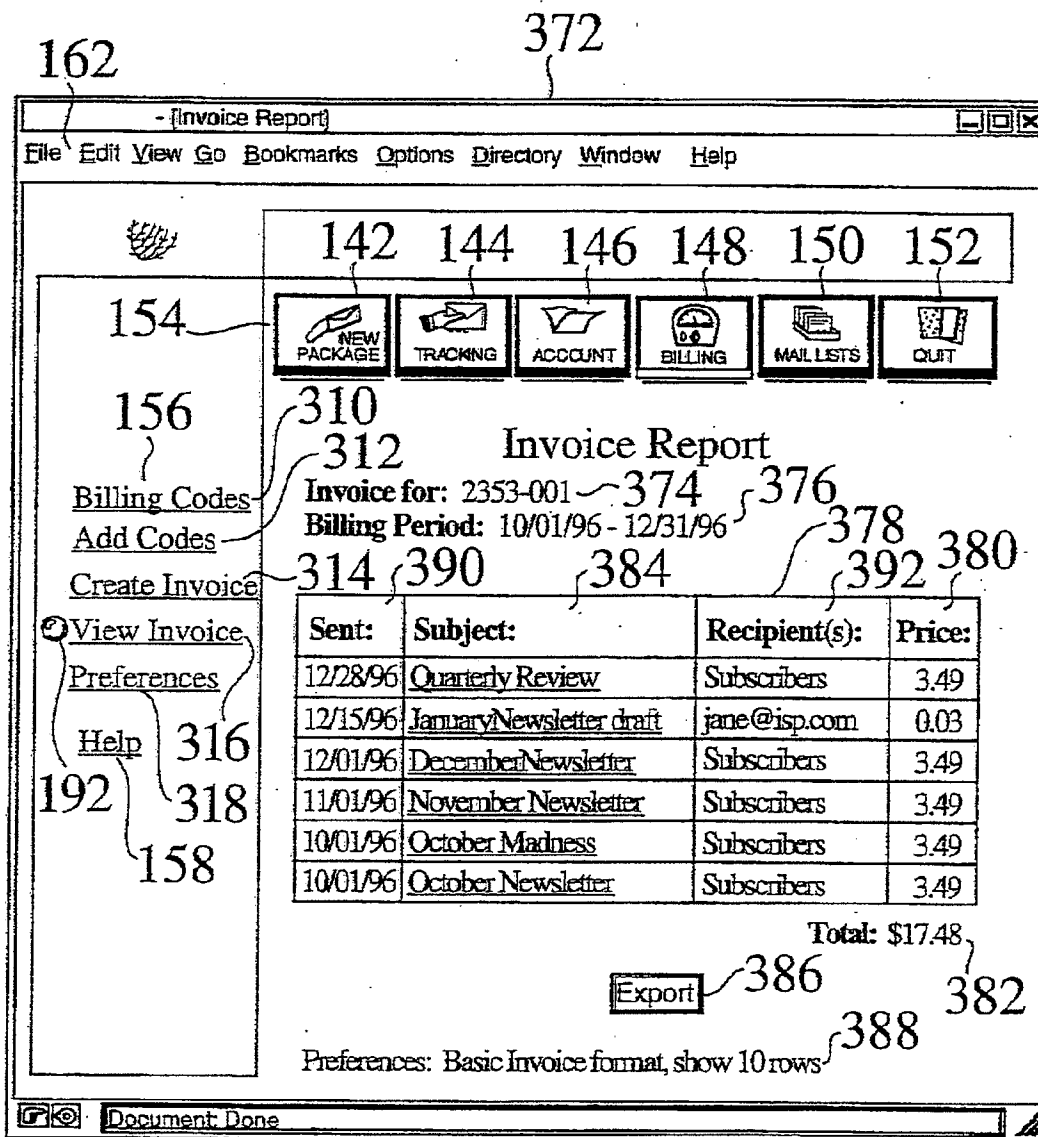 372
162
- [Invoice Report]
File Edit View Go Bookmarks Options Directory Window Help
142 144 146 148 150 152
154
NEW PACKAGE TRACKING ACCOUNT BILLING MAIL LISTS QUIT
156
310
312
Invoice Report
Billing Codes
Invoice for: 2353-001 374 376
Add Codes
Billing Period: 10/01/96 - 12/31/96
378
Create Invoice 314 390 384 392 380
View Invoice
Sent: Subject: Recipient(s): Price:
Preferences
12/28/96 Quarterly Review Subscribers 3.49
12/15/96 JanuaryNewsletter draft jane@isp.com 0.03
Help 316
12/01/96 DecemberNewsletter Subscribers 3.49
192 318
11/01/96 November Newsletter Subscribers 3.49
10/01/96 October Madness Subscribers 3.49
158
10/01/96 October Newsletter Subscribers 3.49
Total: $17.48
Export 386 382
388
Preferences: Basic Invoice format, show 10 rows
Document: Done